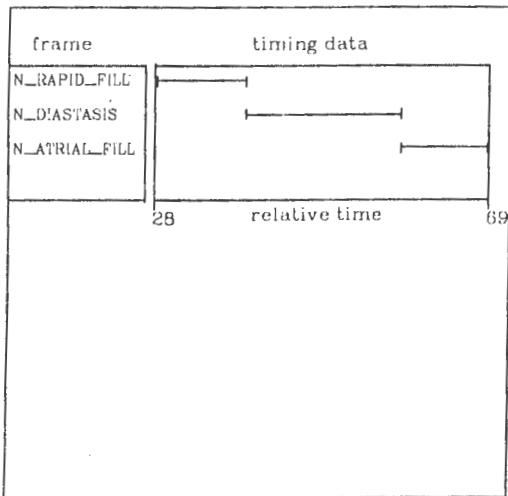 frame timing data
N_RAPID_FILL
N_DIASTASIS
N_ATRIAL_FILL
28 relative time 69